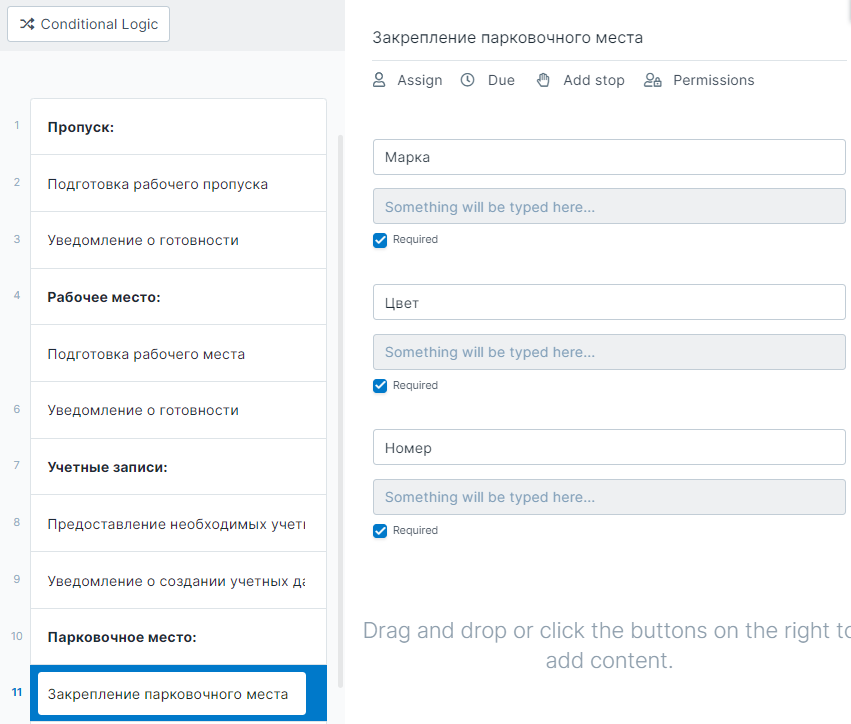 Conditional Logic
1 Пропуск:
2 Подготовка рабочего пропуска
3 Уведомление о готовности
4 Рабочее место:
Подготовка рабочего места
6 Уведомление о готовности
7 Учетные записи:
8 Предоставление необходимых учет
9 Уведомление о создании учетных да
10 Парковочное место:
11 Закрепление парковочного места
Закрепление парковочного места
Assign Due Add stop Permissions
Марка
Something will be typed here...
Required
Цвет
Something will be typed here...
Required
Номер
Something will be typed here...
Required
Drag and drop or click the buttons on the right to
add content.